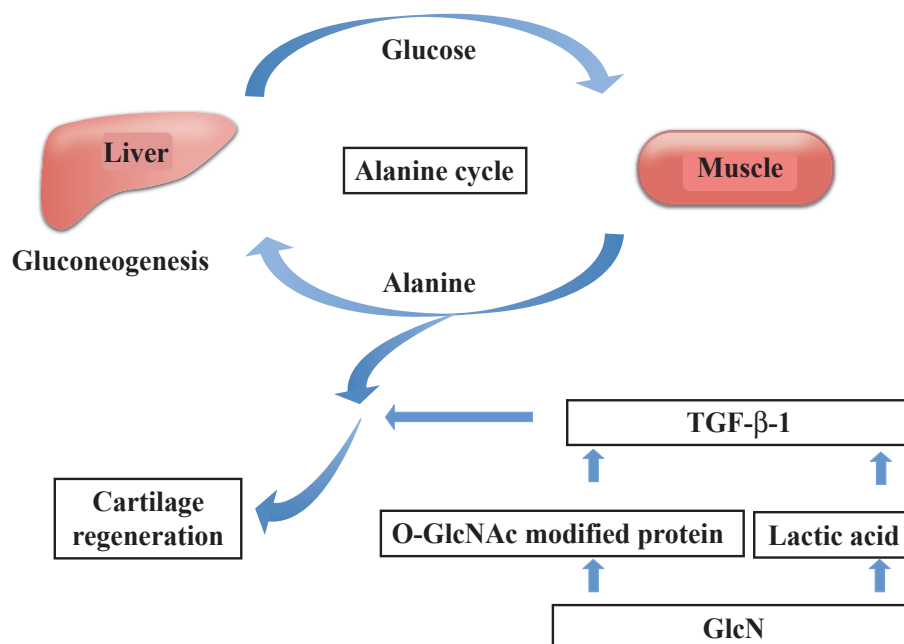 Glucose
Liver
Alanine cycle
Muscle
Gluconeogenesis
Alanine
TGF-β-1
Cartilage
regeneration
O-GlcNAc modified protein
Lactic acid
GlcN